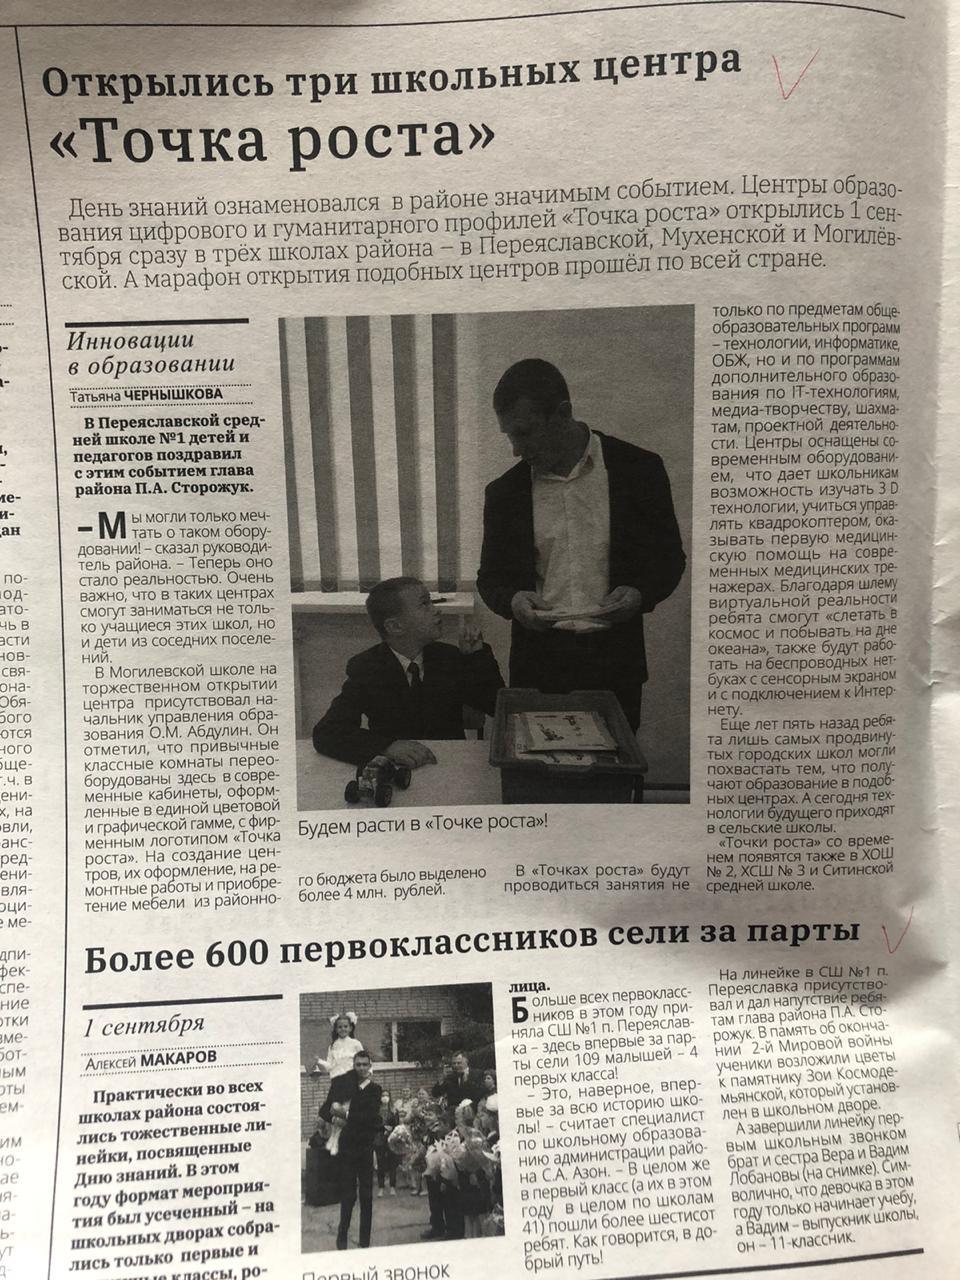 Открылись три школьных центра
«Точка роста»
День знаний ознаменовался в районе значимым событием. Центры образо-
вания цифрового и гуманитарного профилей «Точка роста» открылись 1 сен-
тября сразу в трёх школах района – в Переяславской, Мухенской и Могилёв-
ской. А марафон открытия подобных центров прошёл по всей стране.
Инновации
в образовании
Татьяна ЧЕРНЫШКОВА
В Переяславской сред-
ней школе №1 детей и
педагогов поздравил
с этим событием глава
района П.А. Сторожук.
– Мы могли только меч-
тать о таком обору-
довании! – сказал руководи-
тель района. – Теперь оно
стало реальностью. Очень
важно, что в таких центрах
смогут заниматься не толь-
ко учащиеся этих школ, но
и дети из соседних поселе-
ний.
В Могилевской школе на
торжественном открытии
центра присутствовал на-
чальник управления обра-
зования О.М. Абдулин. Он
отметил, что привычные
классные комнаты перео-
борудованы здесь в совре-
менные кабинеты, оформ-
ленные в единой цветовой
и графической гамме, с фир-
менным логотипом «Точка
роста». На создание цен-
тров, их оформление, на ре-
монтные работы и приобре-
тение мебели из районно-
Будем расти в «Точке роста»!
го бюджета было выделено
более 4 млн. рублей.
В «Точках роста» будут
проводиться занятия не
только по предметам обще-
образовательных программ
– технологии, информатике,
ОБЖ, но и по программам
дополнительного образо-
вания по IT-технологиям,
медиа-творчеству, шахма-
там, проектной деятельно-
сти. Центры оснащены со-
временным оборудовани-
ем, что дает школьникам
возможность изучать 3 D
технологии, учиться управ-
лять квадрокоптером, ока-
зывать первую медицин-
скую помощь на совре-
менных медицинских тре-
нажерах. Благодаря шлему
виртуальной реальности
ребята смогут «слетать в
космос и побывать на дне
океана», также будут рабо-
тать на беспроводных нет-
буках с сенсорным экраном
и с подключением к Интер-
нету.
Еще лет пять назад ребя-
та лишь самых продвину-
тых городских школ могли
похвастать тем, что полу-
чают образование в подоб-
ных центрах. А сегодня тех-
нологии будущего приходят
в сельские школы.
«Точки роста» со време-
нем появятся также в ХОШ
№ 2, ХСШ № 3 и Ситинской
средней школе.
Более 600 первоклассников сели за парты
1 сентября
Алексей МАКАРОВ
Практически во всех
школах района состоя-
лись тожественные ли-
нейки, посвященные
Дню знаний. В этом
году формат мероприя-
тия был усеченный – на
школьных дворах собра-
лись только первые и
классы, ро-
Первый звонок
лица.
Больше всех первокласс-
ников в этом году при-
няла СШ №1 п. Переяслав-
ка – здесь впервые за пар-
ты сели 109 малышей – 4
первых класса!
– Это, наверное, впер-
вые за всю историю шко-
лы! – считает специалист
по школьному образова-
нию администрации райо-
на С.А. Азон. – В целом же
в первый класс (а их в этом
году в целом по школам
41) пошли более шестисот
ребят. Как говорится, в до-
брый путь!
На линейке в СШ №1 п.
Переяславка присутство-
вал и дал напутствие ребя-
там глава района П.А. Сто-
рожук. В память об оконча-
нии 2-й Мировой войны
ученики возложили цветы
к памятнику Зои Космоде-
мьянской, который установ-
лен в школьном дворе.
А завершили линейку пер-
вым школьным звонком
брат и сестра Вера и Вадим
Лобановы (на снимке). Сим-
волично, что девочка в этом
году только начинает учебу,
а Вадим – выпускник школы,
он – 11-классник.